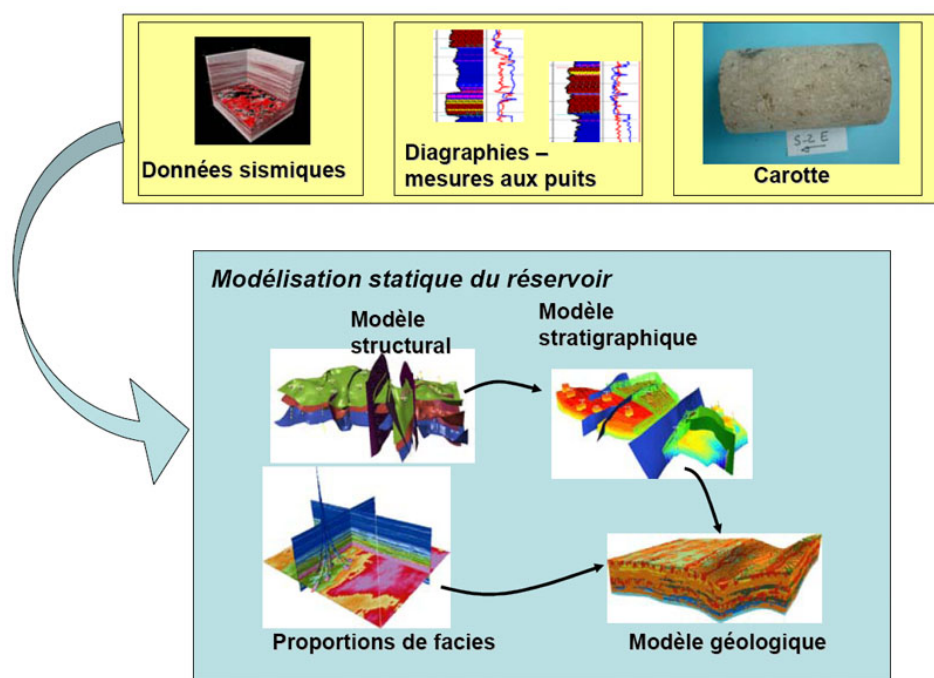 Données sismiques
Diagraphies –
mesures aux puits
S-2 E
Carotte
Modélisation statique du réservoir
Modèle
structural
Modèle
stratigraphique
Proportions de facies
Modèle géologique